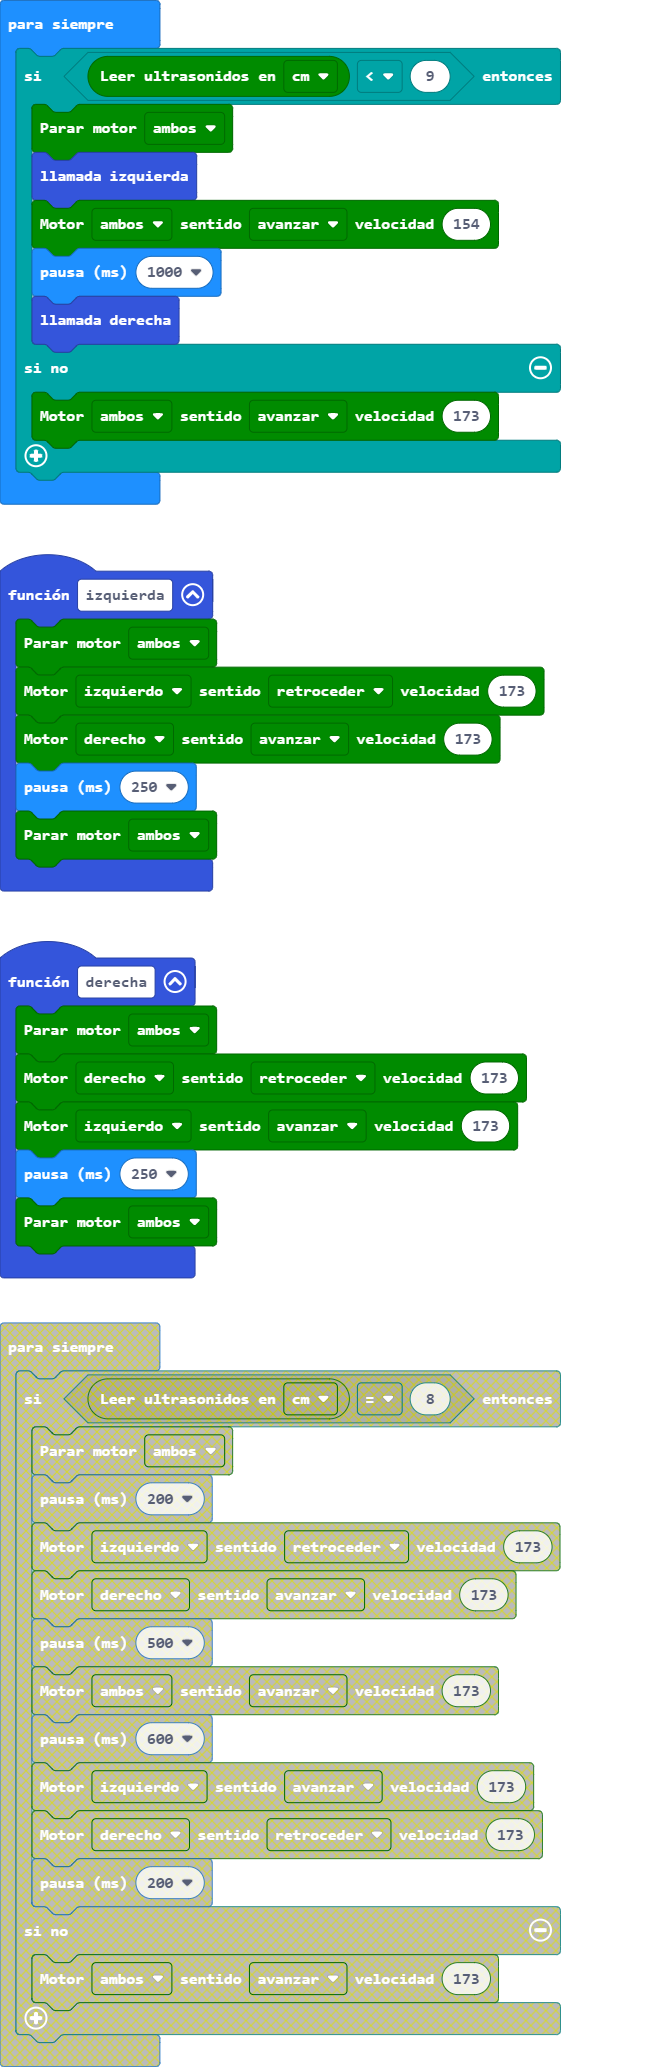 para siempre
si Leer ultrasonidos en cm < 9 entonces
Parar motor ambos
llamada izquierda
Motor ambos sentido avanzar velocidad 154
pausa (ms) 1000
llamada derecha
si no
Motor ambos sentido avanzar velocidad 173
función izquierda
Parar motor ambos
Motor izquierdo sentido retroceder velocidad 173
Motor derecho sentido avanzar velocidad 173
pausa (ms) 250
Parar motor ambos
función derecha
Parar motor ambos
Motor derecho sentido retroceder velocidad 173
Motor izquierdo sentido avanzar velocidad 173
pausa (ms) 250
Parar motor ambos
para siempre
si Leer ultrasonidos en cm = 8 entonces
Parar motor ambos
pausa (ms) 200
Motor izquierdo sentido retroceder velocidad 173
Motor derecho sentido avanzar velocidad 173
pausa (ms) 500
Motor ambos sentido avanzar velocidad 173
pausa (ms) 600
Motor izquierdo sentido avanzar velocidad 173
Motor derecho sentido retroceder velocidad 173
pausa (ms) 200
si no
Motor ambos sentido avanzar velocidad 173